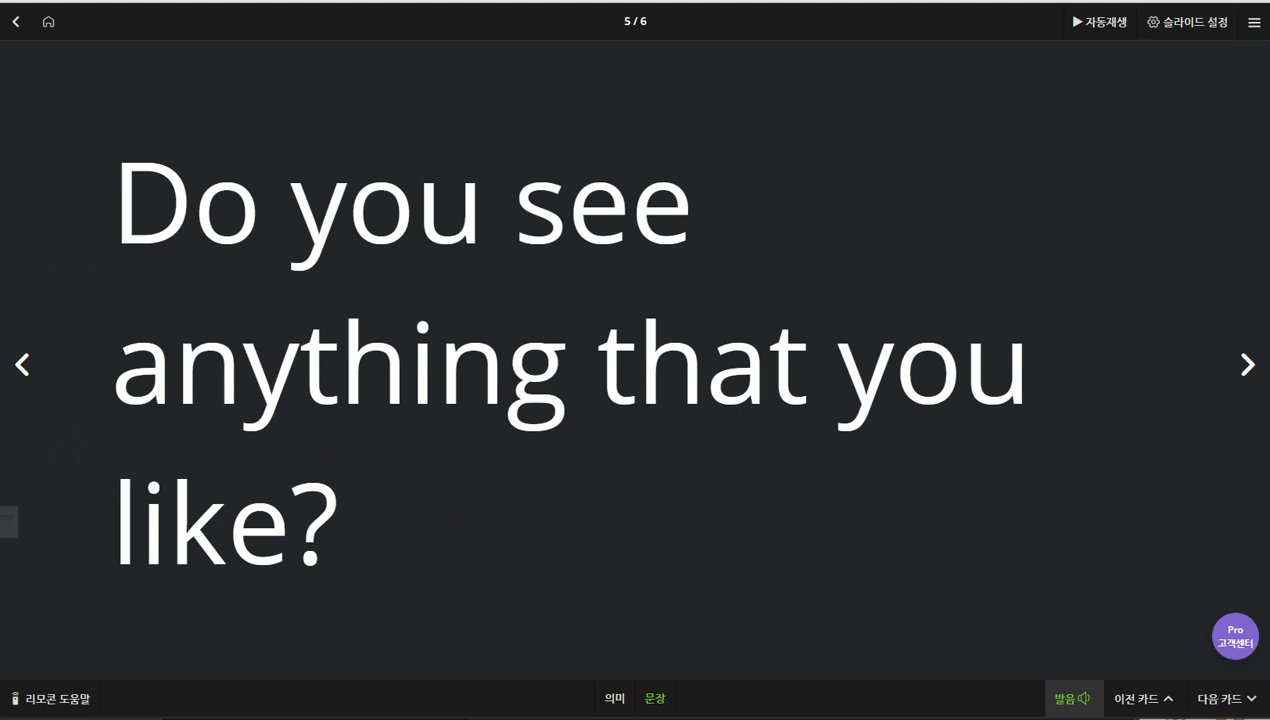 5 / 6
자동재생
슬라이드 설정
Do you see
anything that you
like?
Pro
고객센터
리모콘 도움말
의미
문장
발음
이전 카드
다음 카드